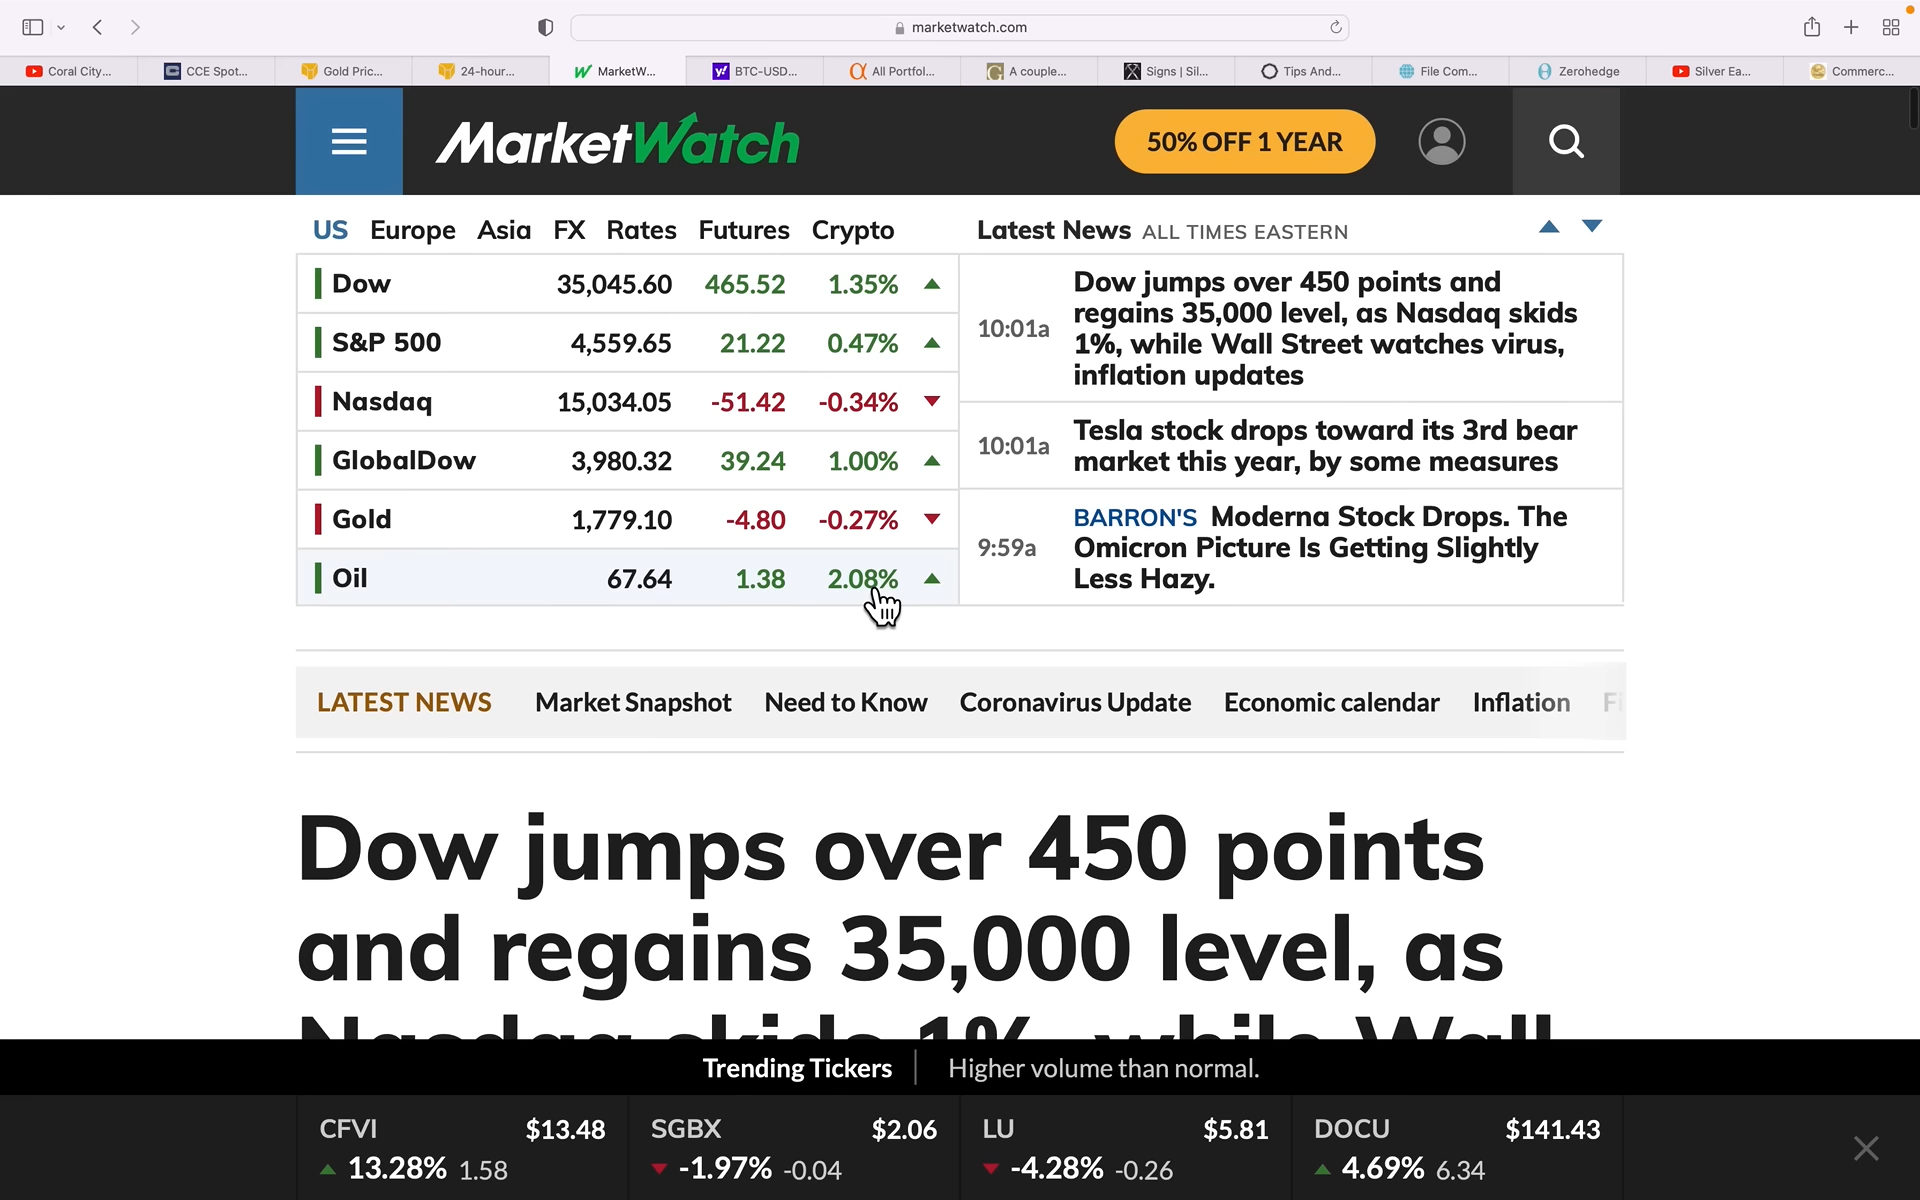 marketwatch.com
Coral City...
CCE Spot...
Gold Pric...
24-hour...
MarketW...
BTC-USD...
All Portfol...
A couple...
Signs | Sil...
Tips And...
File Com...
Zerohedge
Silver Ea...
Commerc...
MarketWatch
50% OFF 1 YEAR
US Europe Asia FX Rates Futures Crypto
Dow 35,045.60 465.52 1.35%
S&P 500 4,559.65 21.22 0.47%
Nasdaq 15,034.05 -51.42 -0.34%
GlobalDow 3,980.32 39.24 1.00%
Gold 1,779.10 -4.80 -0.27%
Oil 67.64 1.38 2.08%
Latest News ALL TIMES EASTERN
10:01a
Dow jumps over 450 points and
regains 35,000 level, as Nasdaq skids
1%, while Wall Street watches virus,
inflation updates
10:01a
Tesla stock drops toward its 3rd bear
market this year, by some measures
9:59a
BARRON'S Moderna Stock Drops. The
Omicron Picture Is Getting Slightly
Less Hazy.
LATEST NEWS Market Snapshot Need to Know Coronavirus Update Economic calendar Inflation
Dow jumps over 450 points
and regains 35,000 level, as
Nasdaq skids 1%, while Wall
Trending Tickers | Higher volume than normal.
CFVI $13.48
13.28% 1.58
SGBX $2.06
-1.97% -0.04
LU $5.81
-4.28% -0.26
DOCU $141.43
4.69% 6.34